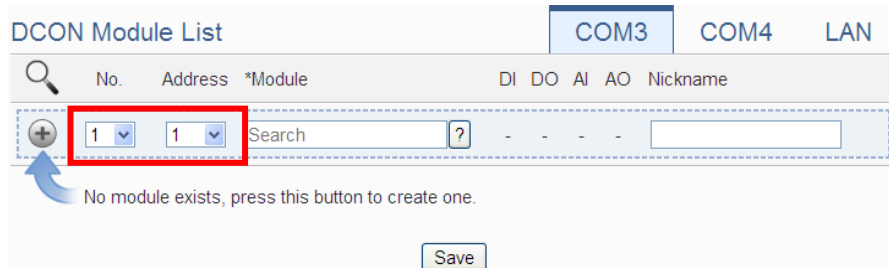 DCON Module List COM3 COM4 LAN
No. Address *Module DI DO AI AO Nickname
1 1 Search ? - - - -
No module exists, press this button to create one.
Save